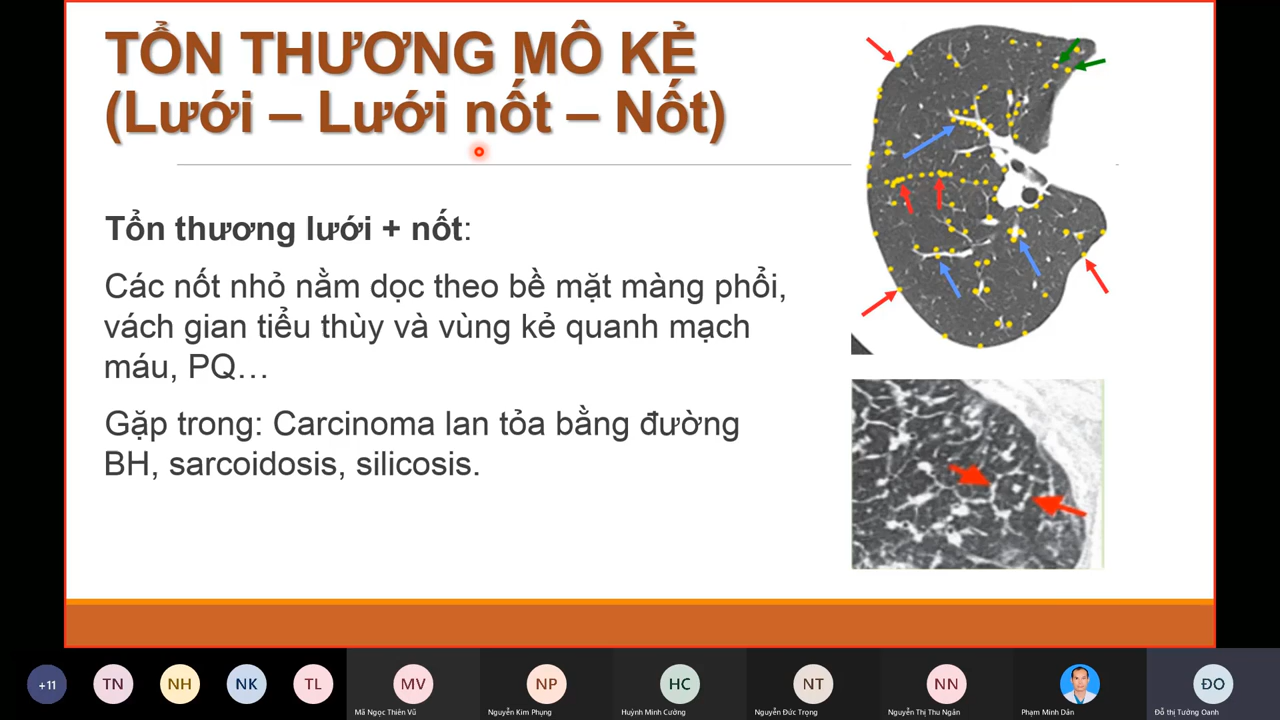 TỔN THƯƠNG MÔ KẺ
(Lưới – Lưới nốt – Nốt)
Tổn thương lưới + nốt:
Các nốt nhỏ nằm dọc theo bề mặt màng phổi,
vách gian tiểu thùy và vùng kẻ quanh mạch
máu, PQ…
Gặp trong: Carcinoma lan tỏa bằng đường
BH, sarcoidosis, silicosis.
+11
TN
NH
NK
TL
MV
NP
HC
NT
NN
ĐO
Mã Ngọc Thiên Vũ
Nguyễn Kim Phụng
Huỳnh Minh Cường
Nguyễn Đức Trọng
Nguyễn Thị Thu Ngân
Phạm Minh Dân
Đỗ thị Tường Oanh